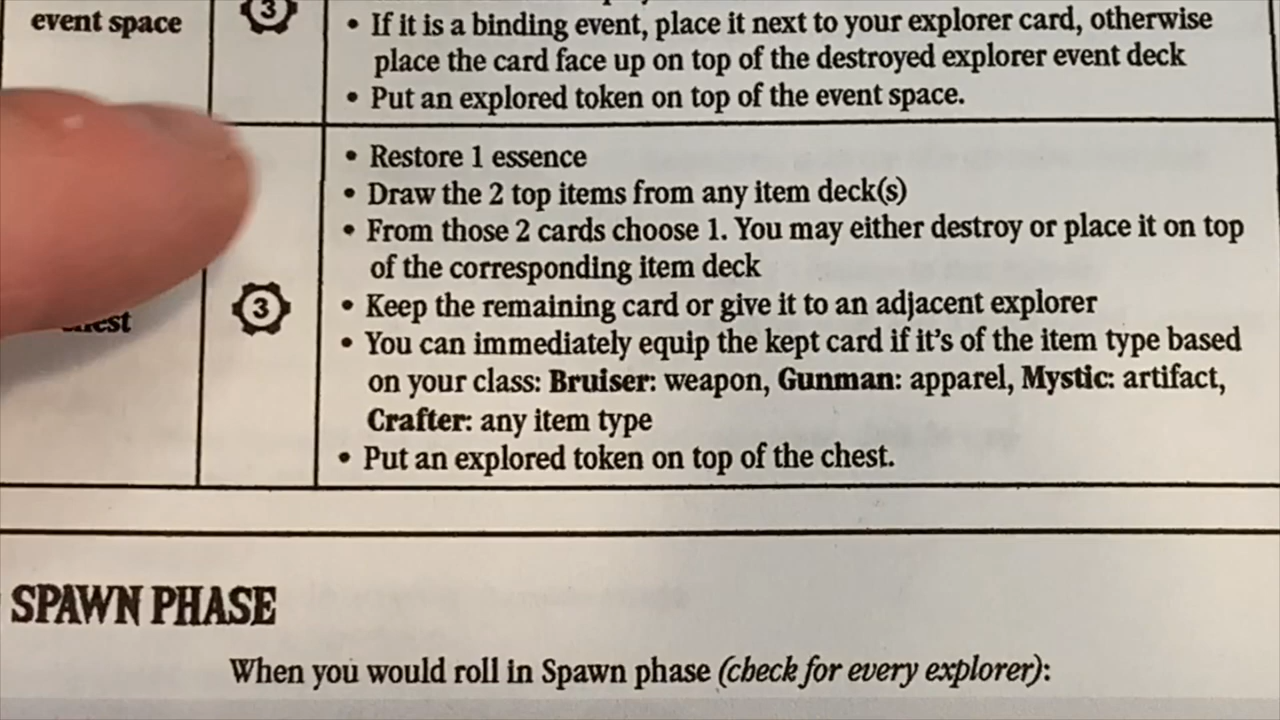 event space
3
• If it is a binding event, place it next to your explorer card, otherwise
place the card face up on top of the destroyed explorer event deck
• Put an explored token on top of the event space.
• Restore 1 essence
• Draw the 2 top items from any item deck(s)
• From those 2 cards choose 1. You may either destroy or place it on top
of the corresponding item deck
3
• Keep the remaining card or give it to an adjacent explorer
• You can immediately equip the kept card if it's of the item type based
on your class: Bruiser: weapon, Gunman: apparel, Mystic: artifact,
Crafter: any item type
• Put an explored token on top of the chest.
SPAWN PHASE
When you would roll in Spawn phase (check for every explorer):